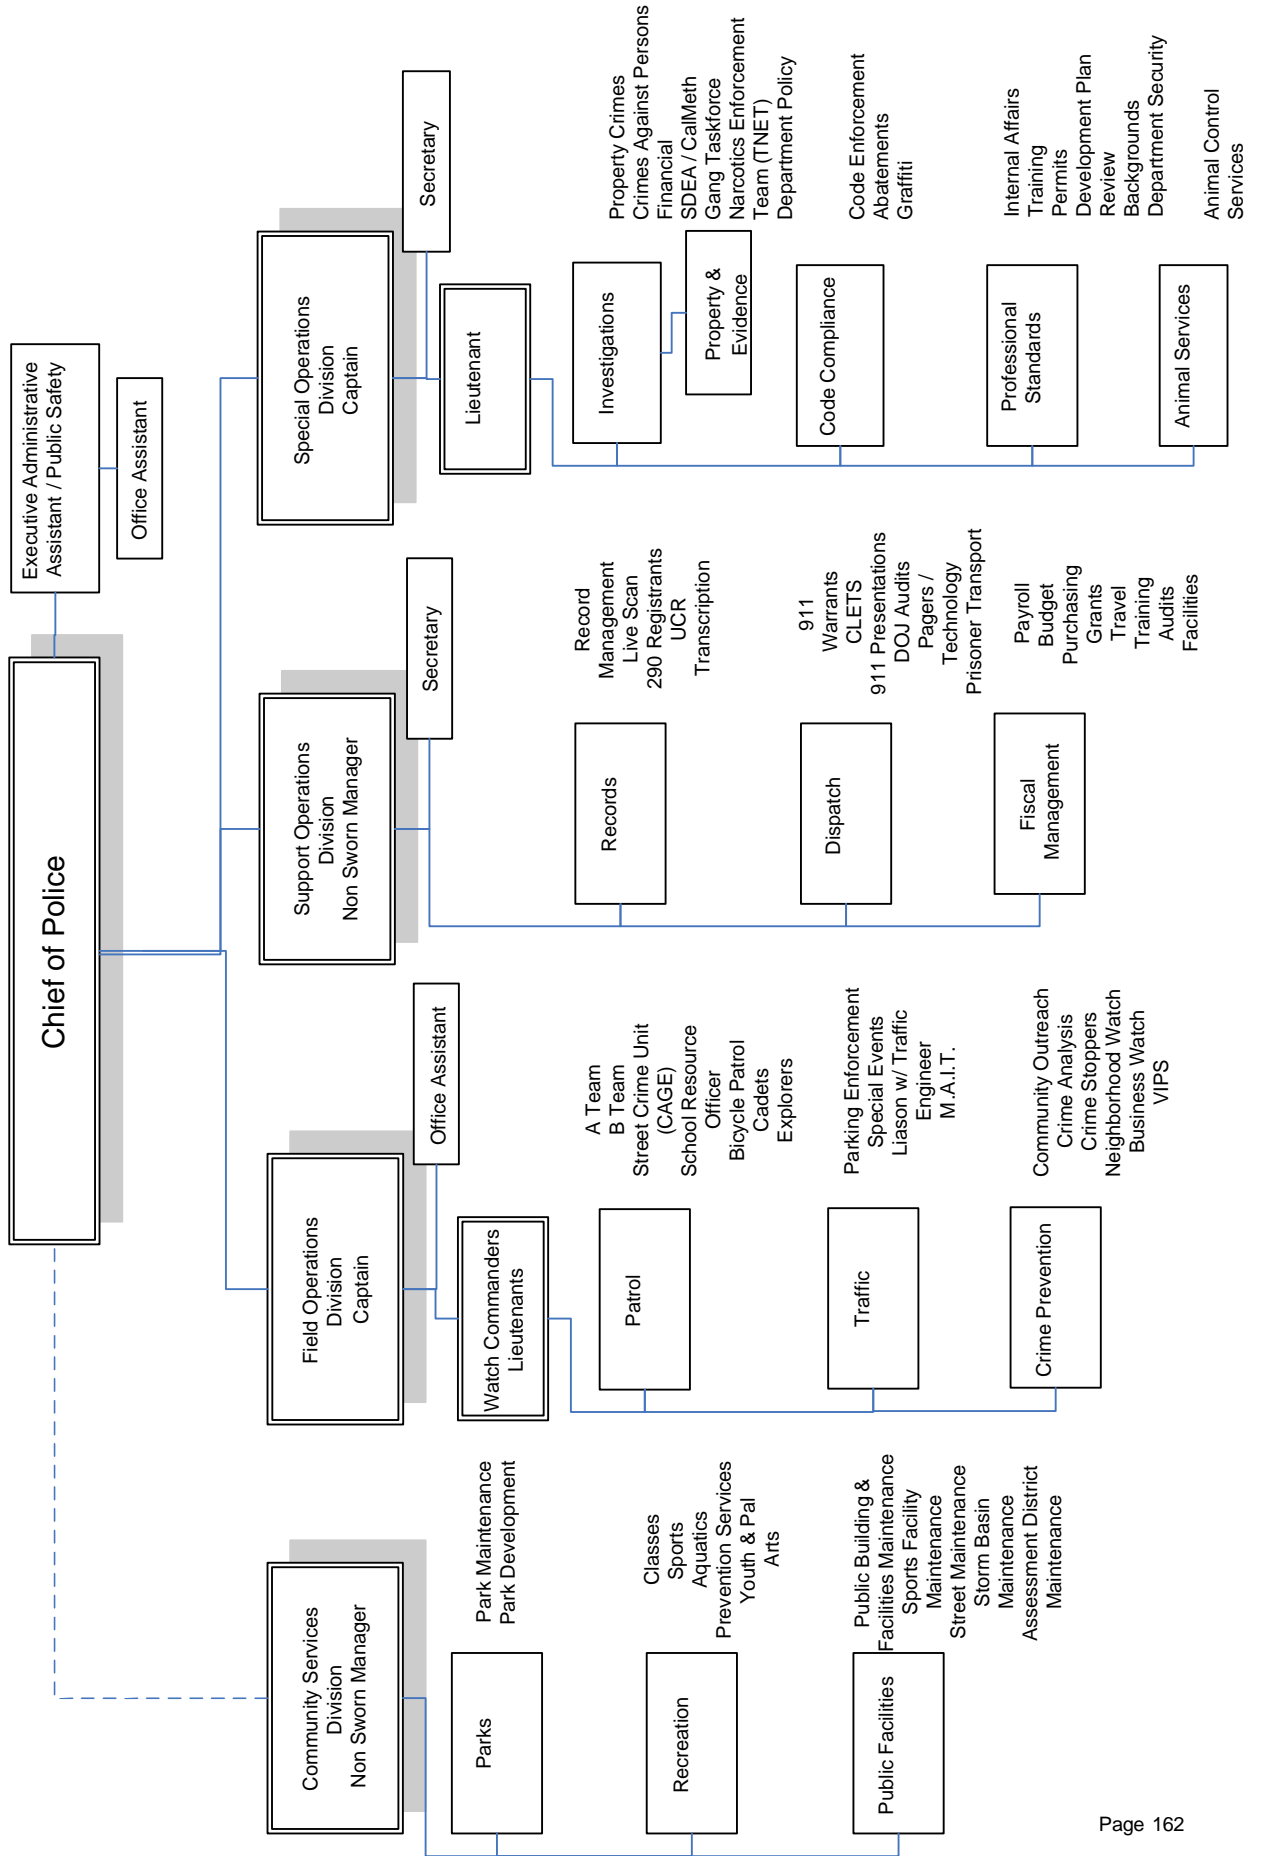 Chief of Police
Executive Administrative
Assistant / Public Safety
Office Assistant
Community Services
Division
Non Sworn Manager
Parks
Park Maintenance
Park Development
Recreation
Classes
Sports
Aquatics
Prevention Services
Youth & Pal
Arts
Public Facilities
Public Building &
Facilities Maintenance
Sports Facility
Maintenance
Street Maintenance
Storm Basin
Maintenance
Assessment District
Maintenance
Field Operations
Division
Captain
Office Assistant
Watch Commanders
Lieutenants
Patrol
A Team
B Team
Street Crime Unit
(CAGE)
School Resource
Officer
Bicycle Patrol
Cadets
Explorers
Traffic
Parking Enforcement
Special Events
Liason w/ Traffic
Engineer
M.A.I.T.
Crime Prevention
Community Outreach
Crime Analysis
Crime Stoppers
Neighborhood Watch
Business Watch
VIPS
Support Operations
Division
Non Sworn Manager
Secretary
Records
Record
Management
Live Scan
290 Registrants
UCR
Transcription
Dispatch
911
Warrants
CLETS
911 Presentations
DOJ Audits
Pagers /
Technology
Prisoner Transport
Fiscal
Management
Payroll
Budget
Purchasing
Grants
Travel
Training
Audits
Facilities
Special Operations
Division
Captain
Secretary
Lieutenant
Investigations
Property Crimes
Crimes Against Persons
Financial
SDEA / CalMeth
Gang Taskforce
Narcotics Enforcement
Team (TNET)
Department Policy
Property &
Evidence
Code Compliance
Code Enforcement
Abatements
Graffiti
Professional
Standards
Internal Affairs
Training
Permits
Development Plan
Review
Backgrounds
Department Security
Animal Services
Animal Control
Services
Page 162